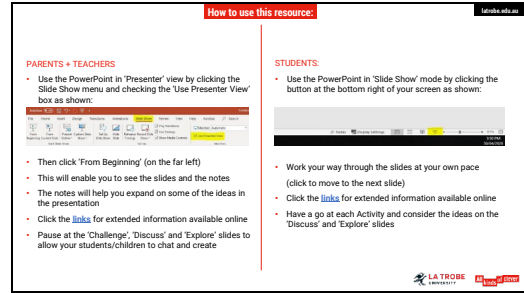 How to use this resource:
latrobe.edu.au
PARENTS + TEACHERS
• Use the PowerPoint in 'Presenter' view by clicking the
Slide Show menu and checking the 'Use Presenter View'
box as shown:
• Then click 'From Beginning' (on the far left)
• This will enable you to see the slides and the notes
• The notes will help you expand on some of the ideas in
the presentation
• Click the links for extended information available online
• Pause at the 'Challenge', 'Discuss' and 'Explore' slides to
allow your students/children to chat and create
STUDENTS:
• Use the PowerPoint in 'Slide Show' mode by clicking the
button at the bottom right of your screen as shown:
• Work your way through the slides at your own pace
(click to move to the next slide)
• Click the links for extended information available online
• Have a go at each Activity and consider the ideas on the
'Discuss' and 'Explore' slides
LA TROBE
UNIVERSITY
All kinds of clever